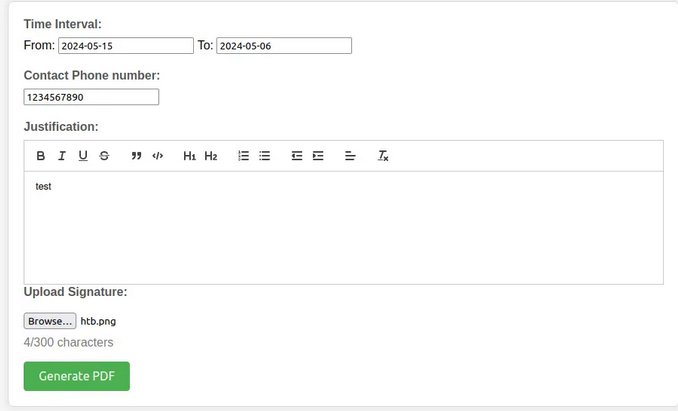 Time Interval:
From: 2024-05-15 To: 2024-05-06
Contact Phone number:
1234567890
Justification:
B I U S ” </> H1 H2 Tx
test
Upload Signature:
Browse... htb.png
4/300 characters
Generate PDF